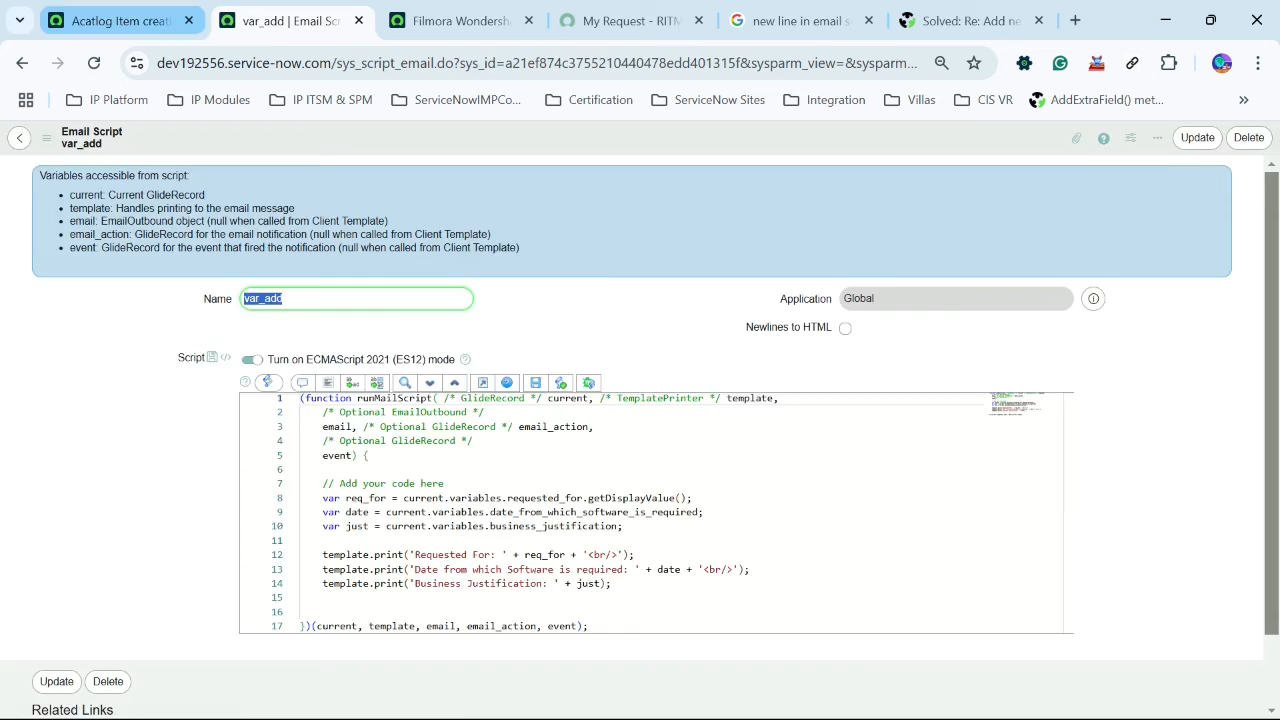 Acatlog Item creati
var_add | Email Scr
Filmora Wondersh
My Request - RITM
new line in email s
Solved: Re: Add ne
dev192556.service-now.com/sys_script_email.do?sys_id=a21ef874c3755210440478edd401315f&sysparm_view=&sysparm...
IP Platform
IP Modules
IP ITSM & SPM
ServiceNowIMPCo...
Certification
ServiceNow Sites
Integration
Villas
CIS VR
AddExtraField() met...
Email Script
var_add
Update
Delete
Variables accessible from script:
current: Current GlideRecord
template: Handles printing to the email message
email: EmailOutbound object (null when called from Client Template)
email_action: GlideRecord for the email notification (null when called from Client Template)
event: GlideRecord for the event that fired the notification (null when called from Client Template)
Name
var_add
Application
Global
Newlines to HTML
Script
Turn on ECMAScript 2021 (ES12) mode
1 (function runMailScript( /* GlideRecord */ current, /* TemplatePrinter */ template,
2 /* Optional EmailOutbound */
3 email, /* Optional GlideRecord */ email_action,
4 /* Optional GlideRecord */
5 event) {
6
7 // Add your code here
8 var req_for = current.variables.requested_for.getDisplayValue();
9 var date = current.variables.date_from_which_software_is_required;
10 var just = current.variables.business_justification;
11
12 template.print('Requested For: ' + req_for + '<br/>');
13 template.print('Date from which Software is required: ' + date + '<br/>');
14 template.print('Business Justification: ' + just);
15
16
17 })(current, template, email, email_action, event);
Update
Delete
Related Links